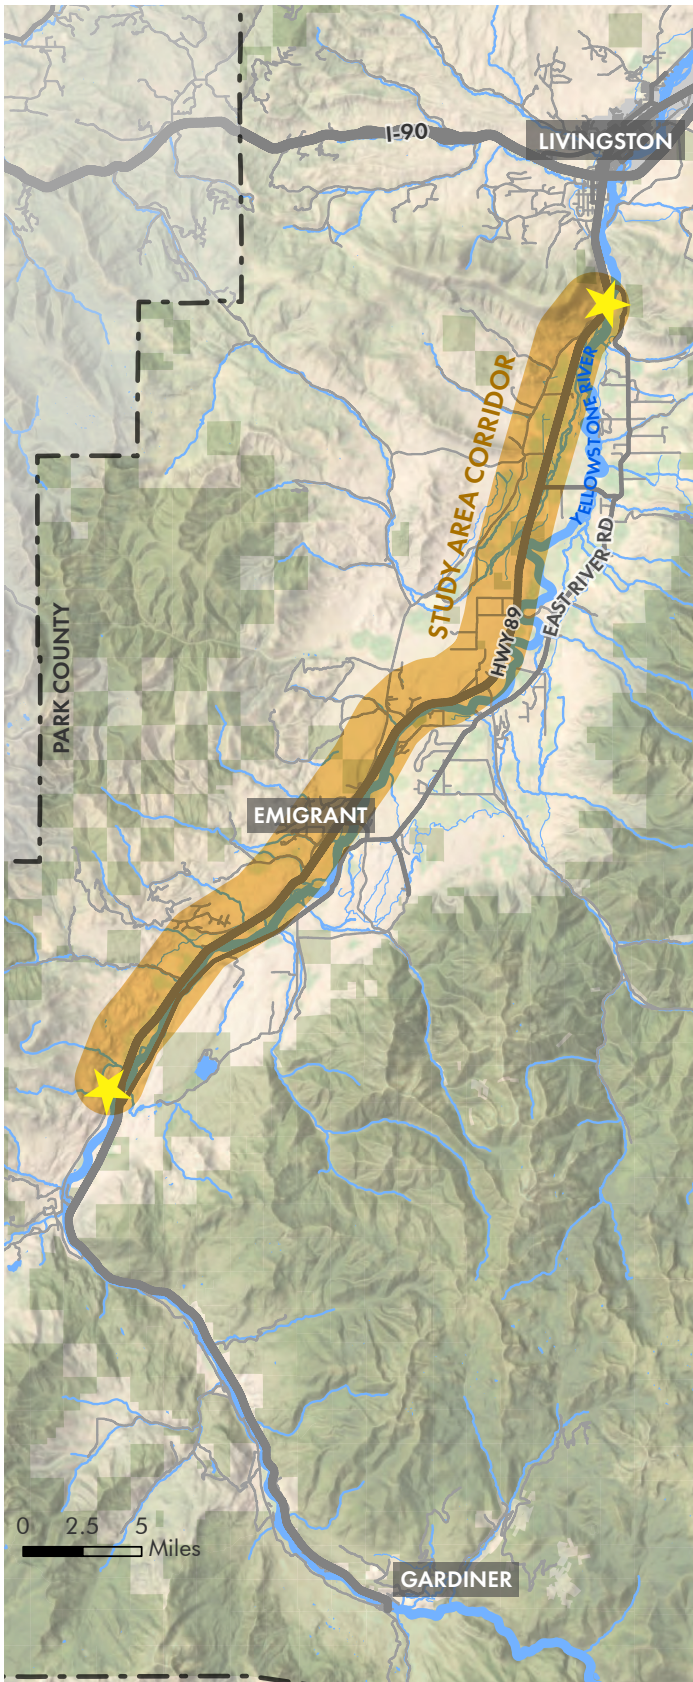 I-90
LIVINGSTON
STUDY AREA CORRIDOR
YELLOWSTONE RIVER
EAST RIVER RD
HWY 89
PARK COUNTY
EMIGRANT
0 2.5 5
Miles
GARDINER